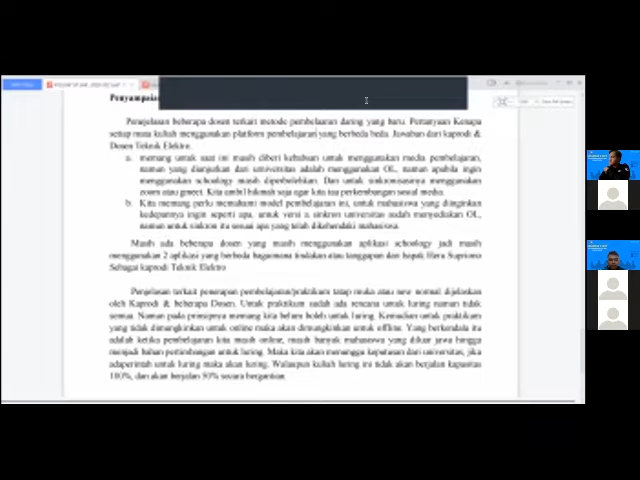 Penyampaian
Penjelasan beberapa dosen terkait metode pembelajaran daring yang baru. Pertanyaan Kenapa
setiap mata kuliah menggunakan platform pembelajaran yang berbeda beda. Jawaban dari kaprodi &
Dosen Teknik Elektro.
a. memang untuk saat ini masih diberi kebebasan untuk menggunakan media pembelajaran,
namun yang dianjurkan dari universitas adalah menggunakan OL, namun apabila ingin
menggunakan schoology masih diperbolehkan. Dan untuk sinkronisasinya menggunakan
zoom atau gmeet. Kita ambil hikmah saja agar kita tau perkembangan sosial media.
b. Kita memang perlu memahami model pembelajaran ini, untuk mahasiswa yang diinginkan
kedepannya ingin seperti apa, untuk versi a sinkron universitas sudah menyediakan OL,
namun untuk sinkron itu sesuai apa yang telah dikehendaki mahasiswa.
Masih ada beberapa dosen yang masih menggunakan aplikasi schoology jadi masih
menggunakan 2 aplikasi yang berbeda bagaimana tindakan atau tanggapan dari bapak Heru Supriono
Sebagai kaprodi Teknik Elektro
Penjelasan terkait penerapan pembelajaran/praktikum tatap muka atau new normal dijelaskan
oleh Kaprodi & beberapa Dosen. Untuk praktikum sudah ada rencana untuk luring namun tidak
semua. Namun pada prinsipnya memang kita belum boleh untuk luring. Kemudian untuk praktikum
yang tidak dimungkinkan untuk online maka akan dimungkinkan untuk offline. Yang berkendala itu
adalah ketika pembelajaran kita masih online, masih banyak mahasiswa yang diluar jawa hingga
menjadi bahan pertimbangan untuk luring. Maka kita akan menunggu keputusan dari universitas, jika
diperintah untuk luring maka akan luring. Walaupun kuliah luring ini tidak akan berjalan kapasitas
100%, dan akan berjalan 50% secara bergantian.